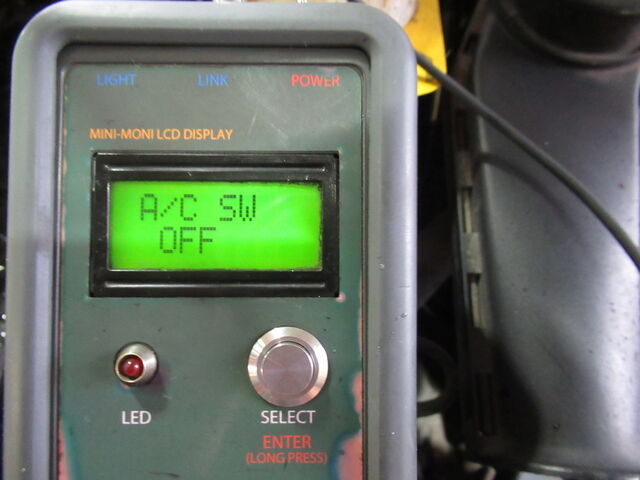 LIGHT LINK POWER
MINI-MONI LCD DISPLAY
A/C SW
OFF
LED
SELECT
ENTER
(LONG PRESS)